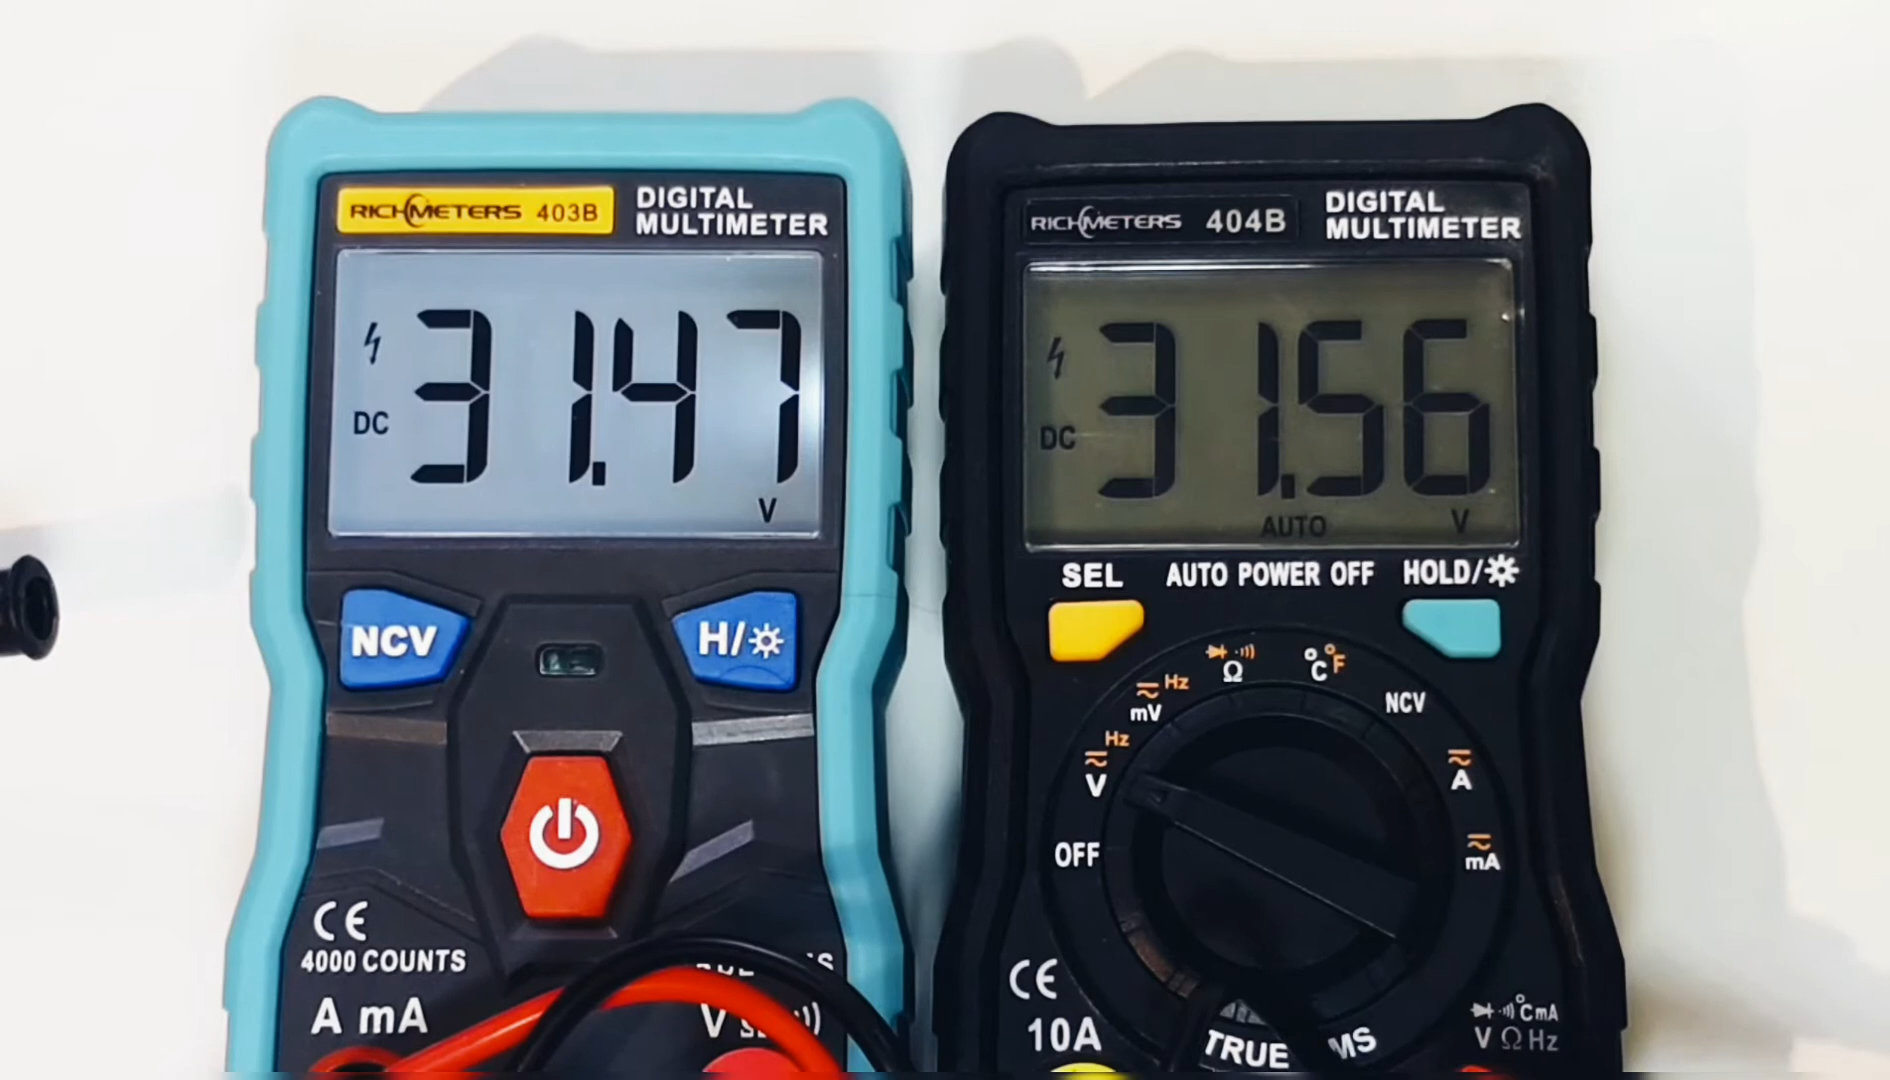 RICHMETERS 403B
DIGITAL
MULTIMETER
DC
31.47
V
NCV
H/
CE
4000 COUNTS
A mA
V
RICHMETERS 404B
DIGITAL
MULTIMETER
DC
31.56
AUTO V
SEL AUTO POWER OFF HOLD/
Hz
V
Hz
mV
Ω
°C °F
NCV
A
mA
OFF
CE
10A
TRUE
MS
°C mA
V Ω Hz